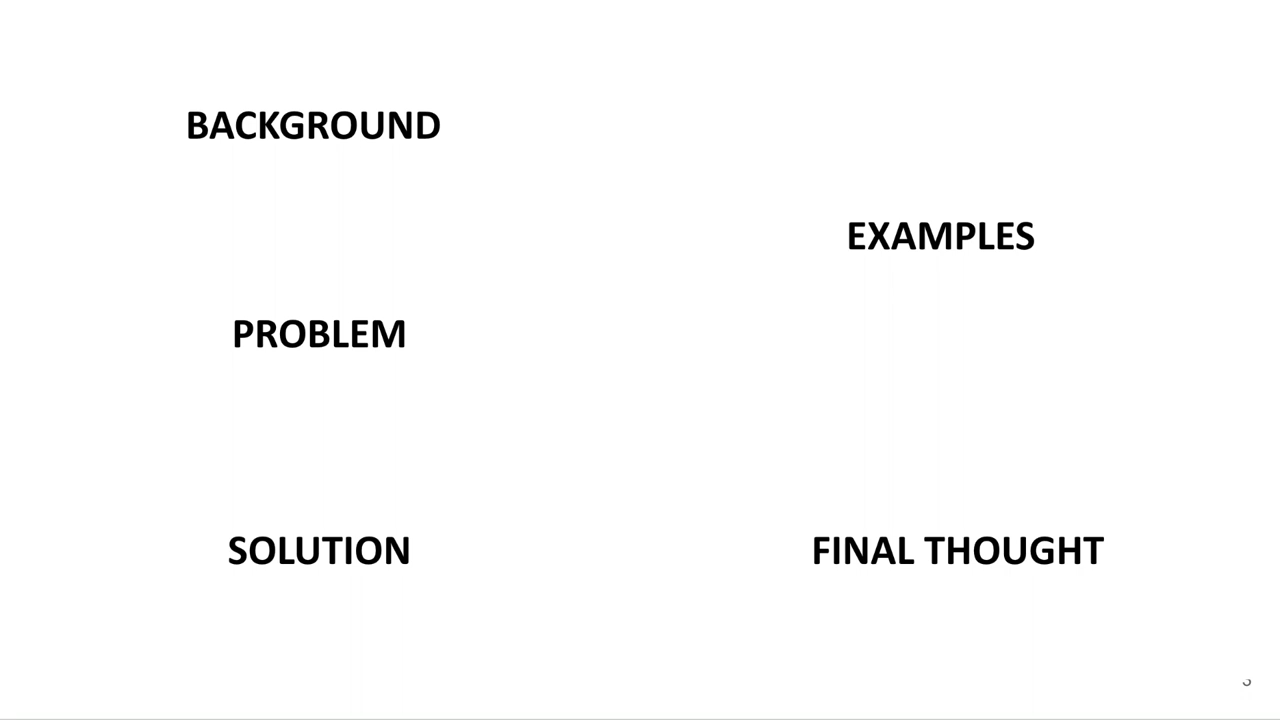 BACKGROUND
PROBLEM
SOLUTION
EXAMPLES
FINAL THOUGHT